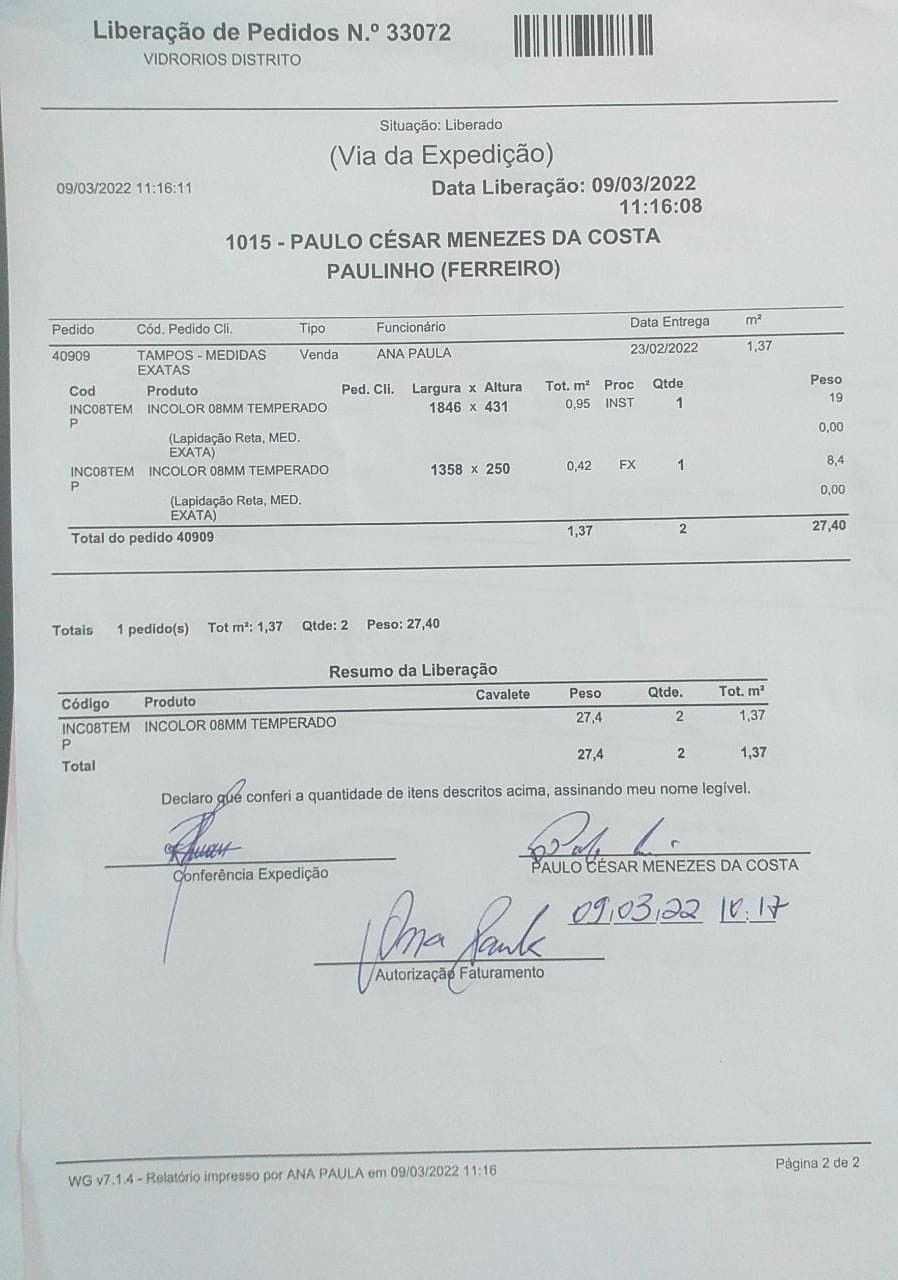 Liberação de Pedidos N.º 33072
VIDRORIOS DISTRITO
Situação: Liberado
(Via da Expedição)
09/03/2022 11:16:11
Data Liberação: 09/03/2022
11:16:08
1015 - PAULO CÉSAR MENEZES DA COSTA
PAULINHO (FERREIRO)
Pedido Cód. Pedido Cli. Tipo Funcionário Data Entrega m²
40909 TAMPOS - MEDIDAS Venda ANA PAULA 23/02/2022 1,37
EXATAS
Cod Produto Ped. Cli. Largura x Altura Tot. m² Proc Qtde Peso
INC08TEM INCOLOR 08MM TEMPERADO 1846 x 431 0,95 INST 1 19
P
(Lapidação Reta, MED. 0,00
EXATA)
INC08TEM INCOLOR 08MM TEMPERADO 1358 x 250 0,42 FX 1 8,4
P
(Lapidação Reta, MED. 0,00
EXATA)
Total do pedido 40909 1,37 2 27,40
Totais 1 pedido(s) Tot m²: 1,37 Qtde: 2 Peso: 27,40
Resumo da Liberação
Código Produto Cavalete Peso Qtde. Tot. m²
INC08TEM INCOLOR 08MM TEMPERADO 27,4 2 1,37
P
Total 27,4 2 1,37
Declaro que conferi a quantidade de itens descritos acima, assinando meu nome legível.
Conferência Expedição
PAULO CÉSAR MENEZES DA COSTA
09/03/22 10:17
Ana Paula
Autorização Faturamento
WG v7.1.4 - Relatório impresso por ANA PAULA em 09/03/2022 11:16
Página 2 de 2